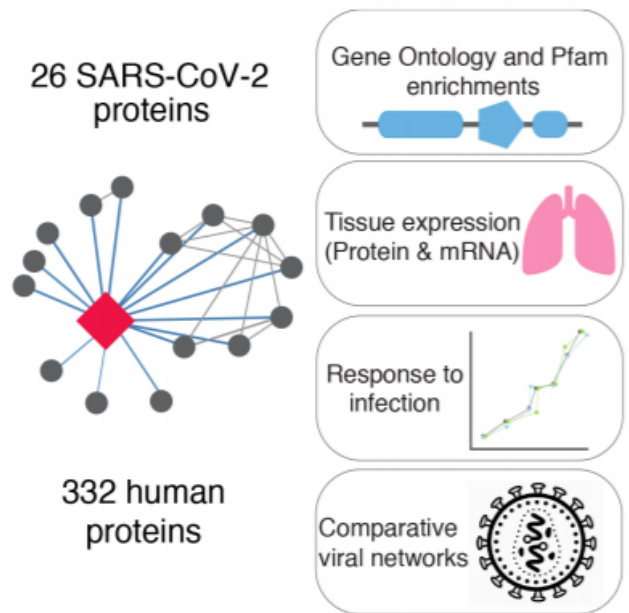 26 SARS-CoV-2
proteins
332 human
proteins
Gene Ontology and Pfam
enrichments
Tissue expression
(Protein & mRNA)
Response to
infection
Comparative
viral networks